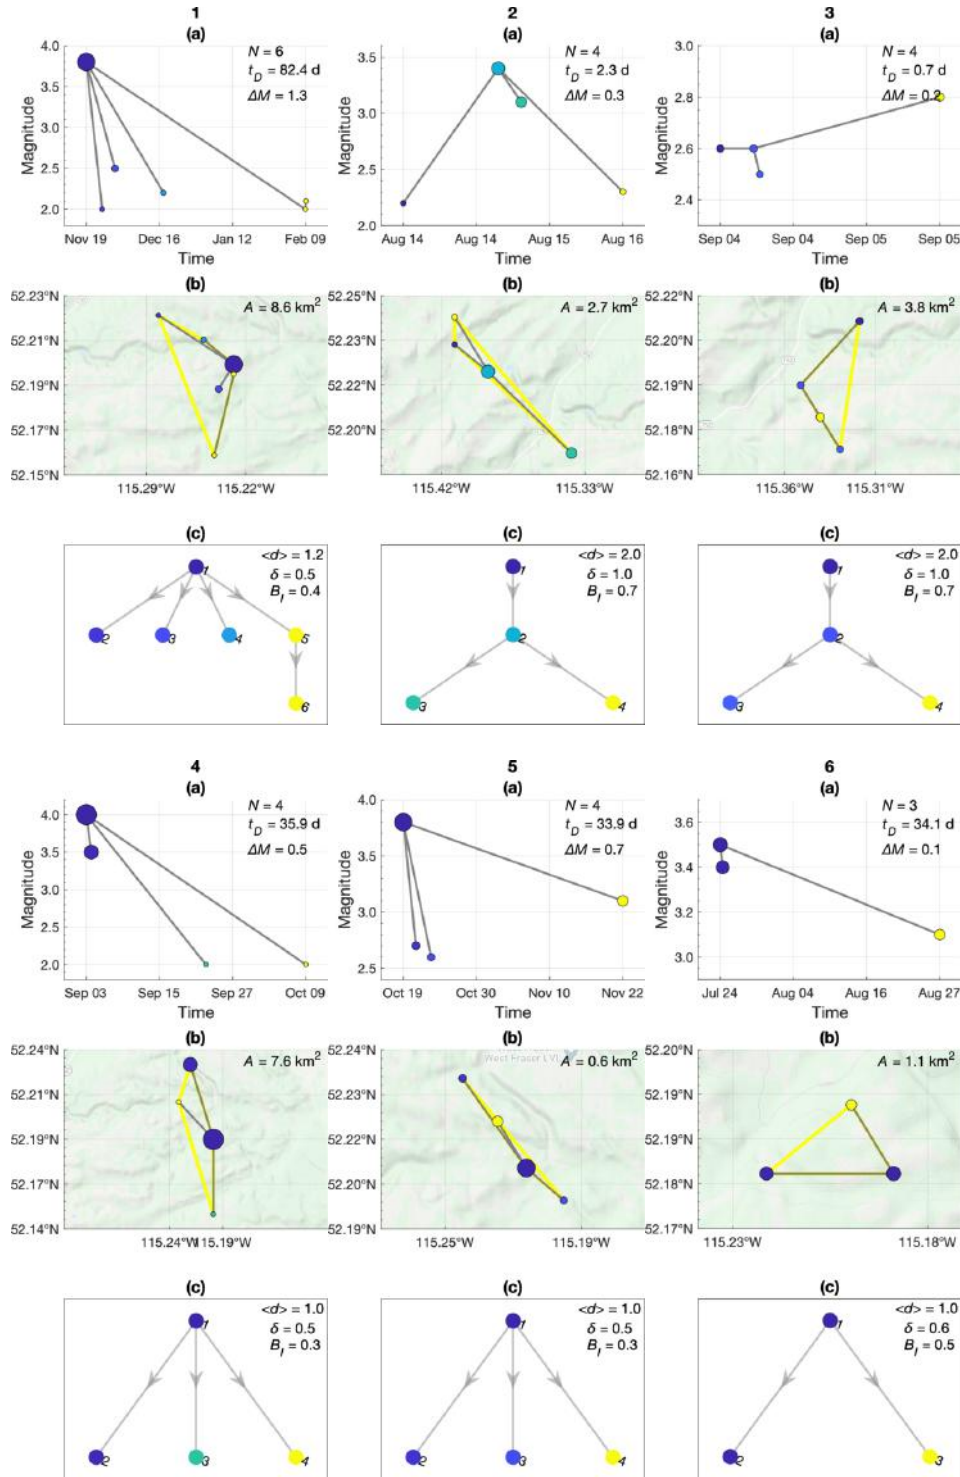 1
(a)
N = 6
t_D = 82.4 d
ΔM = 1.3
Magnitude
4.0
3.5
3.0
2.5
2.0
Nov 19 Dec 16 Jan 12 Feb 09
Time
2
(a)
N = 4
t_D = 2.3 d
ΔM = 0.3
Magnitude
3.5
3.0
2.5
2.0
Aug 14 Aug 14 Aug 15 Aug 16
Time
3
(a)
N = 4
t_D = 0.7 d
ΔM = 0.2
Magnitude
3.0
2.8
2.6
2.4
Sep 04 Sep 04 Sep 05 Sep 05
Time
(b)
A = 8.6 km²
52.23°N
52.21°N
52.19°N
52.17°N
52.15°N
115.29°W 115.22°W
(b)
A = 2.7 km²
52.25°N
52.23°N
52.22°N
52.20°N
115.42°W 115.33°W
(b)
A = 3.8 km²
52.22°N
52.21°N
52.19°N
52.18°N
52.16°N
115.36°W 115.31°W
(c)
<d> = 1.2
δ = 0.5
B_I = 0.4
1
2 3 4 5
6
(c)
<d> = 2.0
δ = 1.0
B_I = 0.7
1
2
3 4
(c)
<d> = 2.0
δ = 1.0
B_I = 0.7
1
2
3 4
4
(a)
N = 4
t_D = 35.9 d
ΔM = 0.5
Magnitude
4.0
3.5
3.0
2.5
2.0
Sep 03 Sep 15 Sep 27 Oct 09
Time
5
(a)
N = 4
t_D = 33.9 d
ΔM = 0.7
Magnitude
4.0
3.5
3.0
2.5
Oct 19 Oct 30 Nov 10 Nov 22
Time
6
(a)
N = 3
t_D = 34.1 d
ΔM = 0.1
Magnitude
3.6
3.4
3.2
3.0
Jul 24 Aug 04 Aug 16 Aug 27
Time
(b)
A = 7.6 km²
52.24°N
52.21°N
52.19°N
52.17°N
52.14°N
115.24°W 115.19°W
(b)
West Fraser LVL
A = 0.6 km²
52.24°N
52.23°N
52.22°N
52.20°N
52.19°N
115.25°W 115.19°W
(b)
A = 1.1 km²
52.20°N
52.19°N
52.19°N
52.18°N
52.17°N
115.23°W 115.18°W
(c)
<d> = 1.0
δ = 0.5
B_I = 0.3
1
2 3 4
(c)
<d> = 1.0
δ = 0.5
B_I = 0.3
1
2 3 4
(c)
<d> = 1.0
δ = 0.6
B_I = 0.5
1
2 3